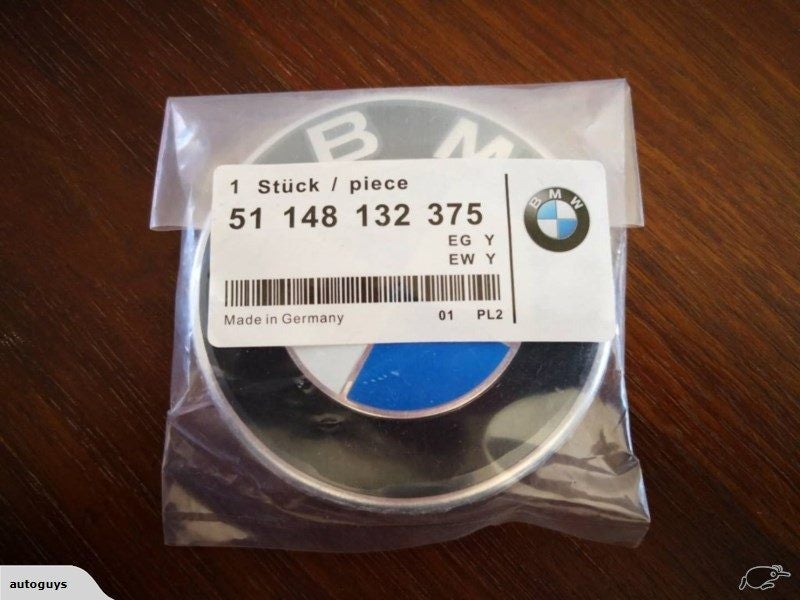 B M
1 Stück / piece
51 148 132 375
BMW
EG Y
EW Y
Made in Germany 01 PL2
autoguys